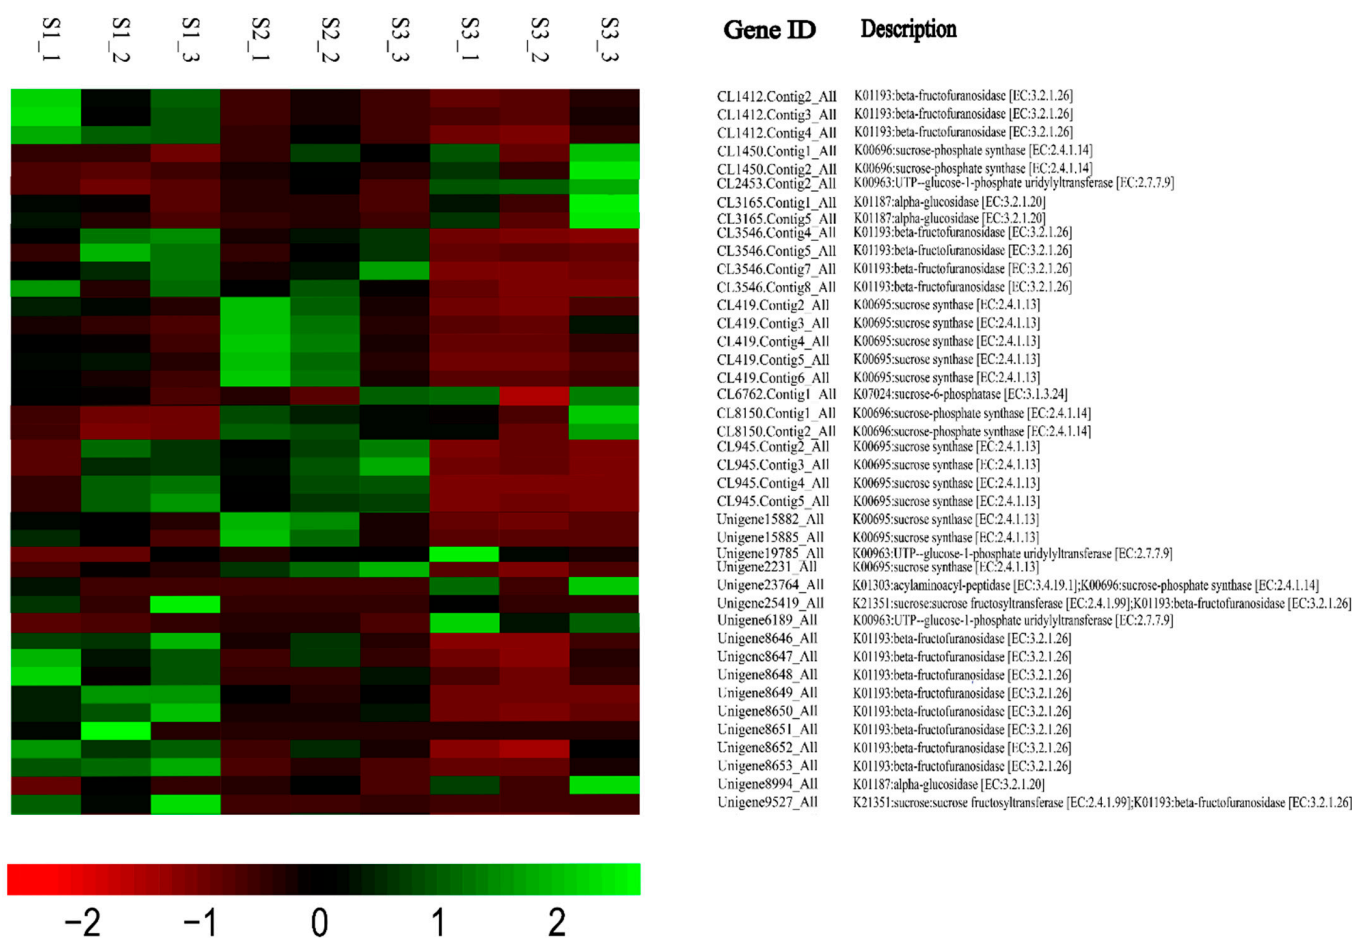 S1_1 S1_2 S1_3 S2_1 S2_2 S3_3 S3_1 S3_2 S3_3
Gene ID Description
CL1412.Contig2_All K01193:beta-fructofuranosidase [EC:3.2.1.26]
CL1412.Contig3_All K01193:beta-fructofuranosidase [EC:3.2.1.26]
CL1412.Contig4_All K01193:beta-fructofuranosidase [EC:3.2.1.26]
CL1450.Contig1_All K00696:sucrose-phosphate synthase [EC:2.4.1.14]
CL1450.Contig2_All K00696:sucrose-phosphate synthase [EC:2.4.1.14]
CL2453.Contig2_All K00963:UTP--glucose-1-phosphate uridylyltransferase [EC:2.7.7.9]
CL3165.Contig1_All K01187:alpha-glucosidase [EC:3.2.1.20]
CL3165.Contig5_All K01187:alpha-glucosidase [EC:3.2.1.20]
CL3546.Contig4_All K01193:beta-fructofuranosidase [EC:3.2.1.26]
CL3546.Contig5_All K01193:beta-fructofuranosidase [EC:3.2.1.26]
CL3546.Contig7_All K01193:beta-fructofuranosidase [EC:3.2.1.26]
CL3546.Contig8_All K01193:beta-fructofuranosidase [EC:3.2.1.26]
CL419.Contig2_All K00695:sucrose synthase [EC:2.4.1.13]
CL419.Contig3_All K00695:sucrose synthase [EC:2.4.1.13]
CL419.Contig4_All K00695:sucrose synthase [EC:2.4.1.13]
CL419.Contig5_All K00695:sucrose synthase [EC:2.4.1.13]
CL419.Contig6_All K00695:sucrose synthase [EC:2.4.1.13]
CL6762.Contig1_All K07024:sucrose-6-phosphatase [EC:3.1.3.24]
CL8150.Contig1_All K00696:sucrose-phosphate synthase [EC:2.4.1.14]
CL8150.Contig2_All K00696:sucrose-phosphate synthase [EC:2.4.1.14]
CL945.Contig2_All K00695:sucrose synthase [EC:2.4.1.13]
CL945.Contig3_All K00695:sucrose synthase [EC:2.4.1.13]
CL945.Contig4_All K00695:sucrose synthase [EC:2.4.1.13]
CL945.Contig5_All K00695:sucrose synthase [EC:2.4.1.13]
Unigene15882_All K00695:sucrose synthase [EC:2.4.1.13]
Unigene15885_All K00695:sucrose synthase [EC:2.4.1.13]
Unigene19785_All K00963:UTP--glucose-1-phosphate uridylyltransferase [EC:2.7.7.9]
Unigene2231_All K00695:sucrose synthase [EC:2.4.1.13]
Unigene23764_All K01303:acylaminoacyl-peptidase [EC:3.4.19.1];K00696:sucrose-phosphate synthase [EC:2.4.1.14]
Unigene25419_All K21351:sucrose:sucrose fructosyltransferase [EC:2.4.1.99];K01193:beta-fructofuranosidase [EC:3.2.1.26]
Unigene6189_All K00963:UTP--glucose-1-phosphate uridylyltransferase [EC:2.7.7.9]
Unigene8646_All K01193:beta-fructofuranosidase [EC:3.2.1.26]
Unigene8647_All K01193:beta-fructofuranosidase [EC:3.2.1.26]
Unigene8648_All K01193:beta-fructofuranosidase [EC:3.2.1.26]
Unigene8649_All K01193:beta-fructofuranosidase [EC:3.2.1.26]
Unigene8650_All K01193:beta-fructofuranosidase [EC:3.2.1.26]
Unigene8651_All K01193:beta-fructofuranosidase [EC:3.2.1.26]
Unigene8652_All K01193:beta-fructofuranosidase [EC:3.2.1.26]
Unigene8653_All K01193:beta-fructofuranosidase [EC:3.2.1.26]
Unigene8994_All K01187:alpha-glucosidase [EC:3.2.1.20]
Unigene9527_All K21351:sucrose:sucrose fructosyltransferase [EC:2.4.1.99];K01193:beta-fructofuranosidase [EC:3.2.1.26]
−2 −1 0 1 2